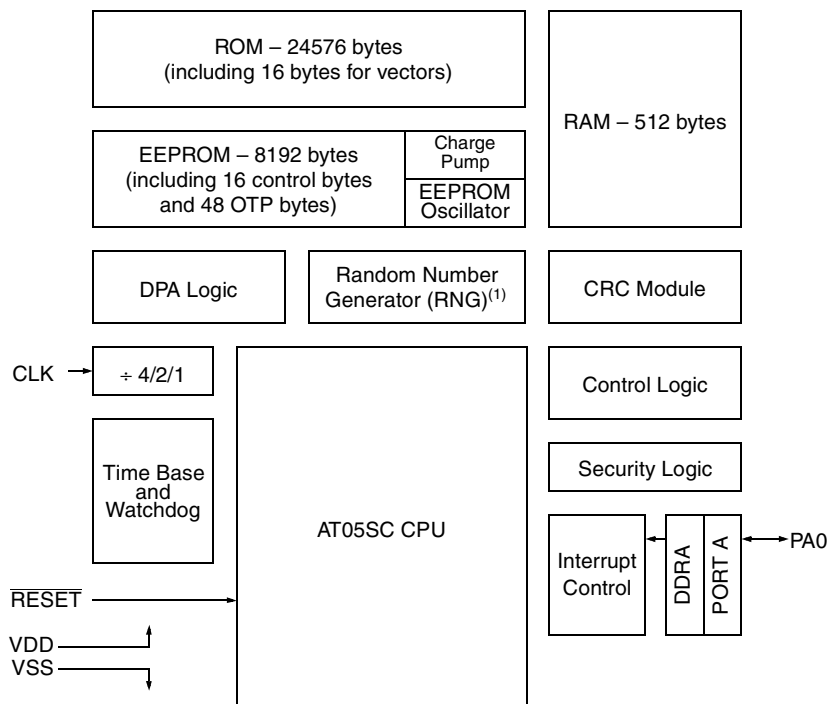 ROM – 24576 bytes
(including 16 bytes for vectors)
RAM – 512 bytes
EEPROM – 8192 bytes
(including 16 control bytes
and 48 OTP bytes)
Charge
Pump
EEPROM
Oscillator
DPA Logic
Random Number
Generator (RNG)(1)
CRC Module
CLK
÷ 4/2/1
Control Logic
Time Base
and
Watchdog
AT05SC CPU
Security Logic
Interrupt
Control
DDRA
PORT A
PA0
RESET
VDD
VSS